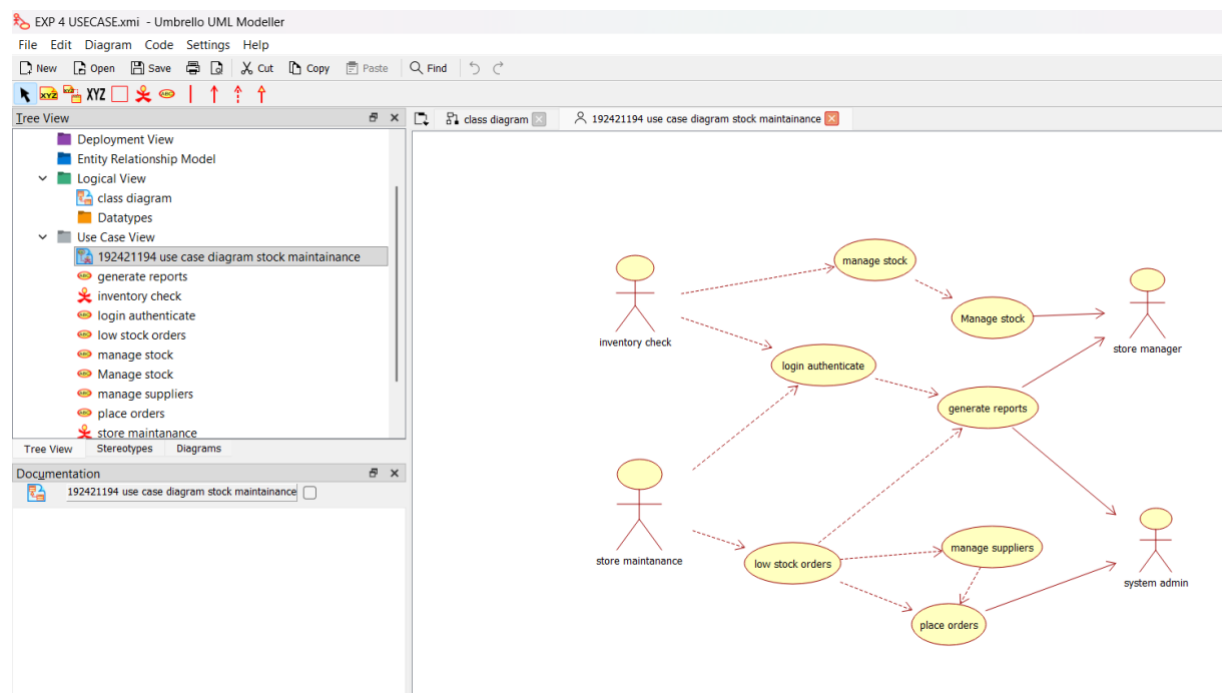 EXP 4 USECASE.xmi - Umbrello UML Modeller
File Edit Diagram Code Settings Help
New Open Save Cut Copy Paste Find
XYZ XYZ
Tree View
class diagram 192421194 use case diagram stock maintainance
Deployment View
Entity Relationship Model
Logical View
class diagram
Datatypes
Use Case View
192421194 use case diagram stock maintainance
generate reports
inventory check
login authenticate
low stock orders
manage stock
Manage stock
manage suppliers
place orders
store maintanance
Tree View Stereotypes Diagrams
Documentation
192421194 use case diagram stock maintainance
manage stock
Manage stock
inventory check
store manager
login authenticate
generate reports
store maintanance
low stock orders
manage suppliers
system admin
place orders